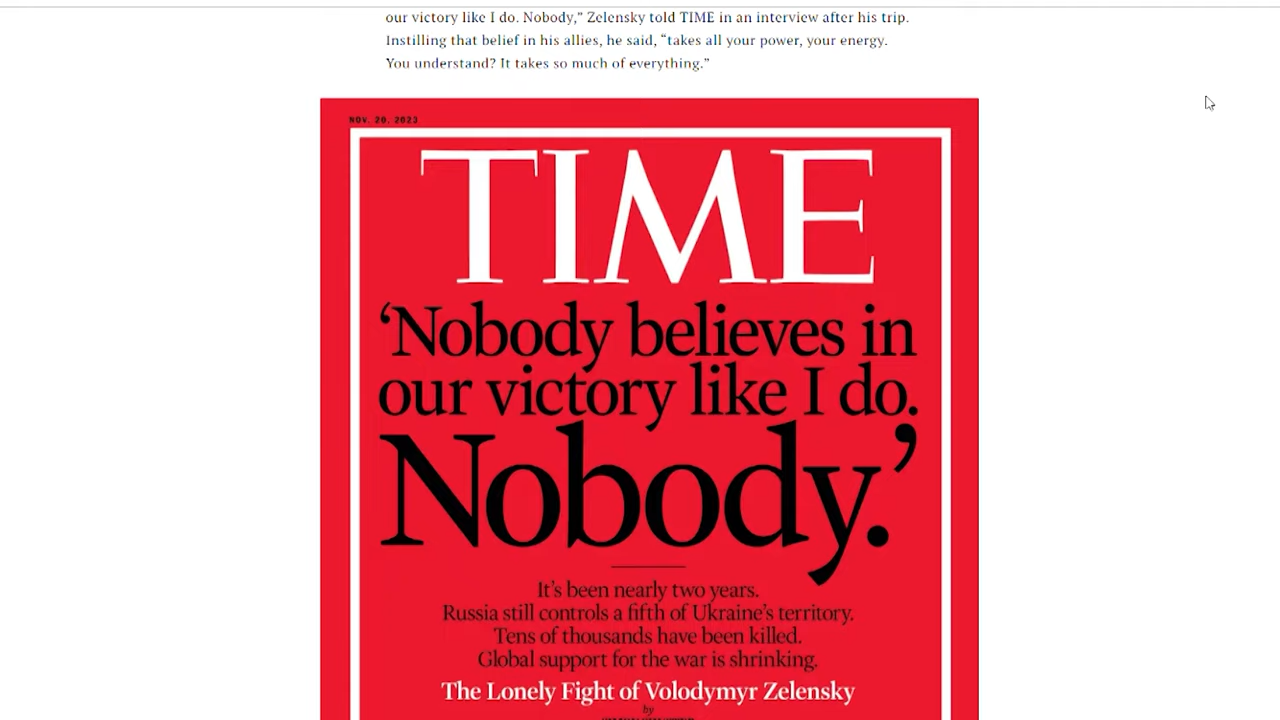 our victory like I do. Nobody,” Zelensky told TIME in an interview after his trip.
Instilling that belief in his allies, he said, “takes all your power, your energy.
You understand? It takes so much of everything.”
NOV. 20, 2023
TIME
‘Nobody believes in
our victory like I do.
Nobody.’
It’s been nearly two years.
Russia still controls a fifth of Ukraine’s territory.
Tens of thousands have been killed.
Global support for the war is shrinking.
The Lonely Fight of Volodymyr Zelensky
by